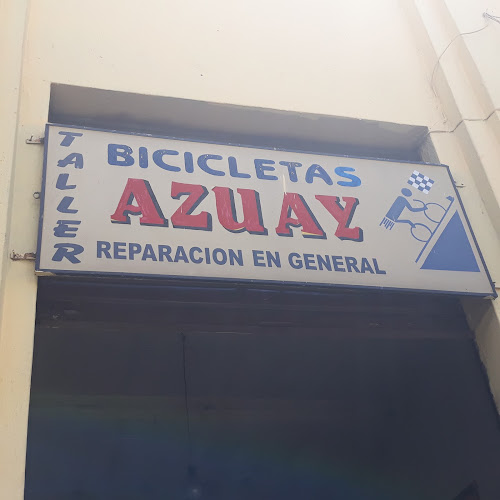 TALLER
BICICLETAS
AZUAY
REPARACION EN GENERAL